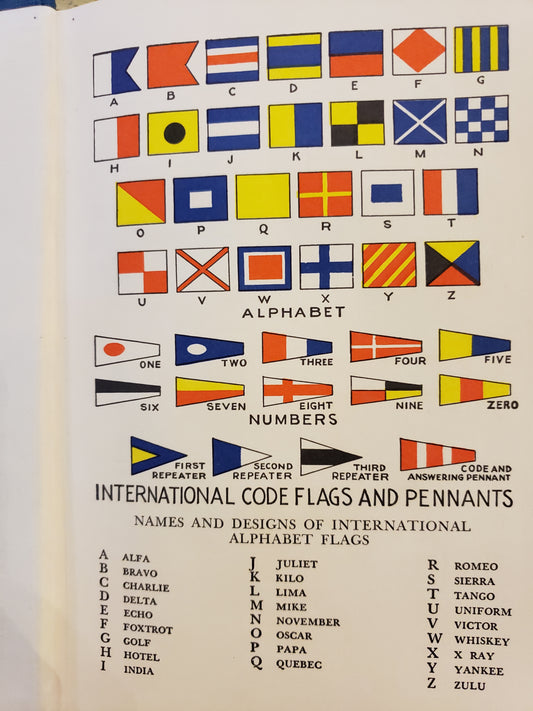 A B C D E F G
H I J K L M N
O P Q R S T
U V W X Y Z
ALPHABET
ONE TWO THREE FOUR FIVE
SIX SEVEN EIGHT NINE ZERO
NUMBERS
FIRST REPEATER
SECOND REPEATER
THIRD REPEATER
CODE AND ANSWERING PENNANT
INTERNATIONAL CODE FLAGS AND PENNANTS
NAMES AND DESIGNS OF INTERNATIONAL
ALPHABET FLAGS
A ALFA
B BRAVO
C CHARLIE
D DELTA
E ECHO
F FOXTROT
G GOLF
H HOTEL
I INDIA
J JULIET
K KILO
L LIMA
M MIKE
N NOVEMBER
O OSCAR
P PAPA
Q QUEBEC
R ROMEO
S SIERRA
T TANGO
U UNIFORM
V VICTOR
W WHISKEY
X X RAY
Y YANKEE
Z ZULU